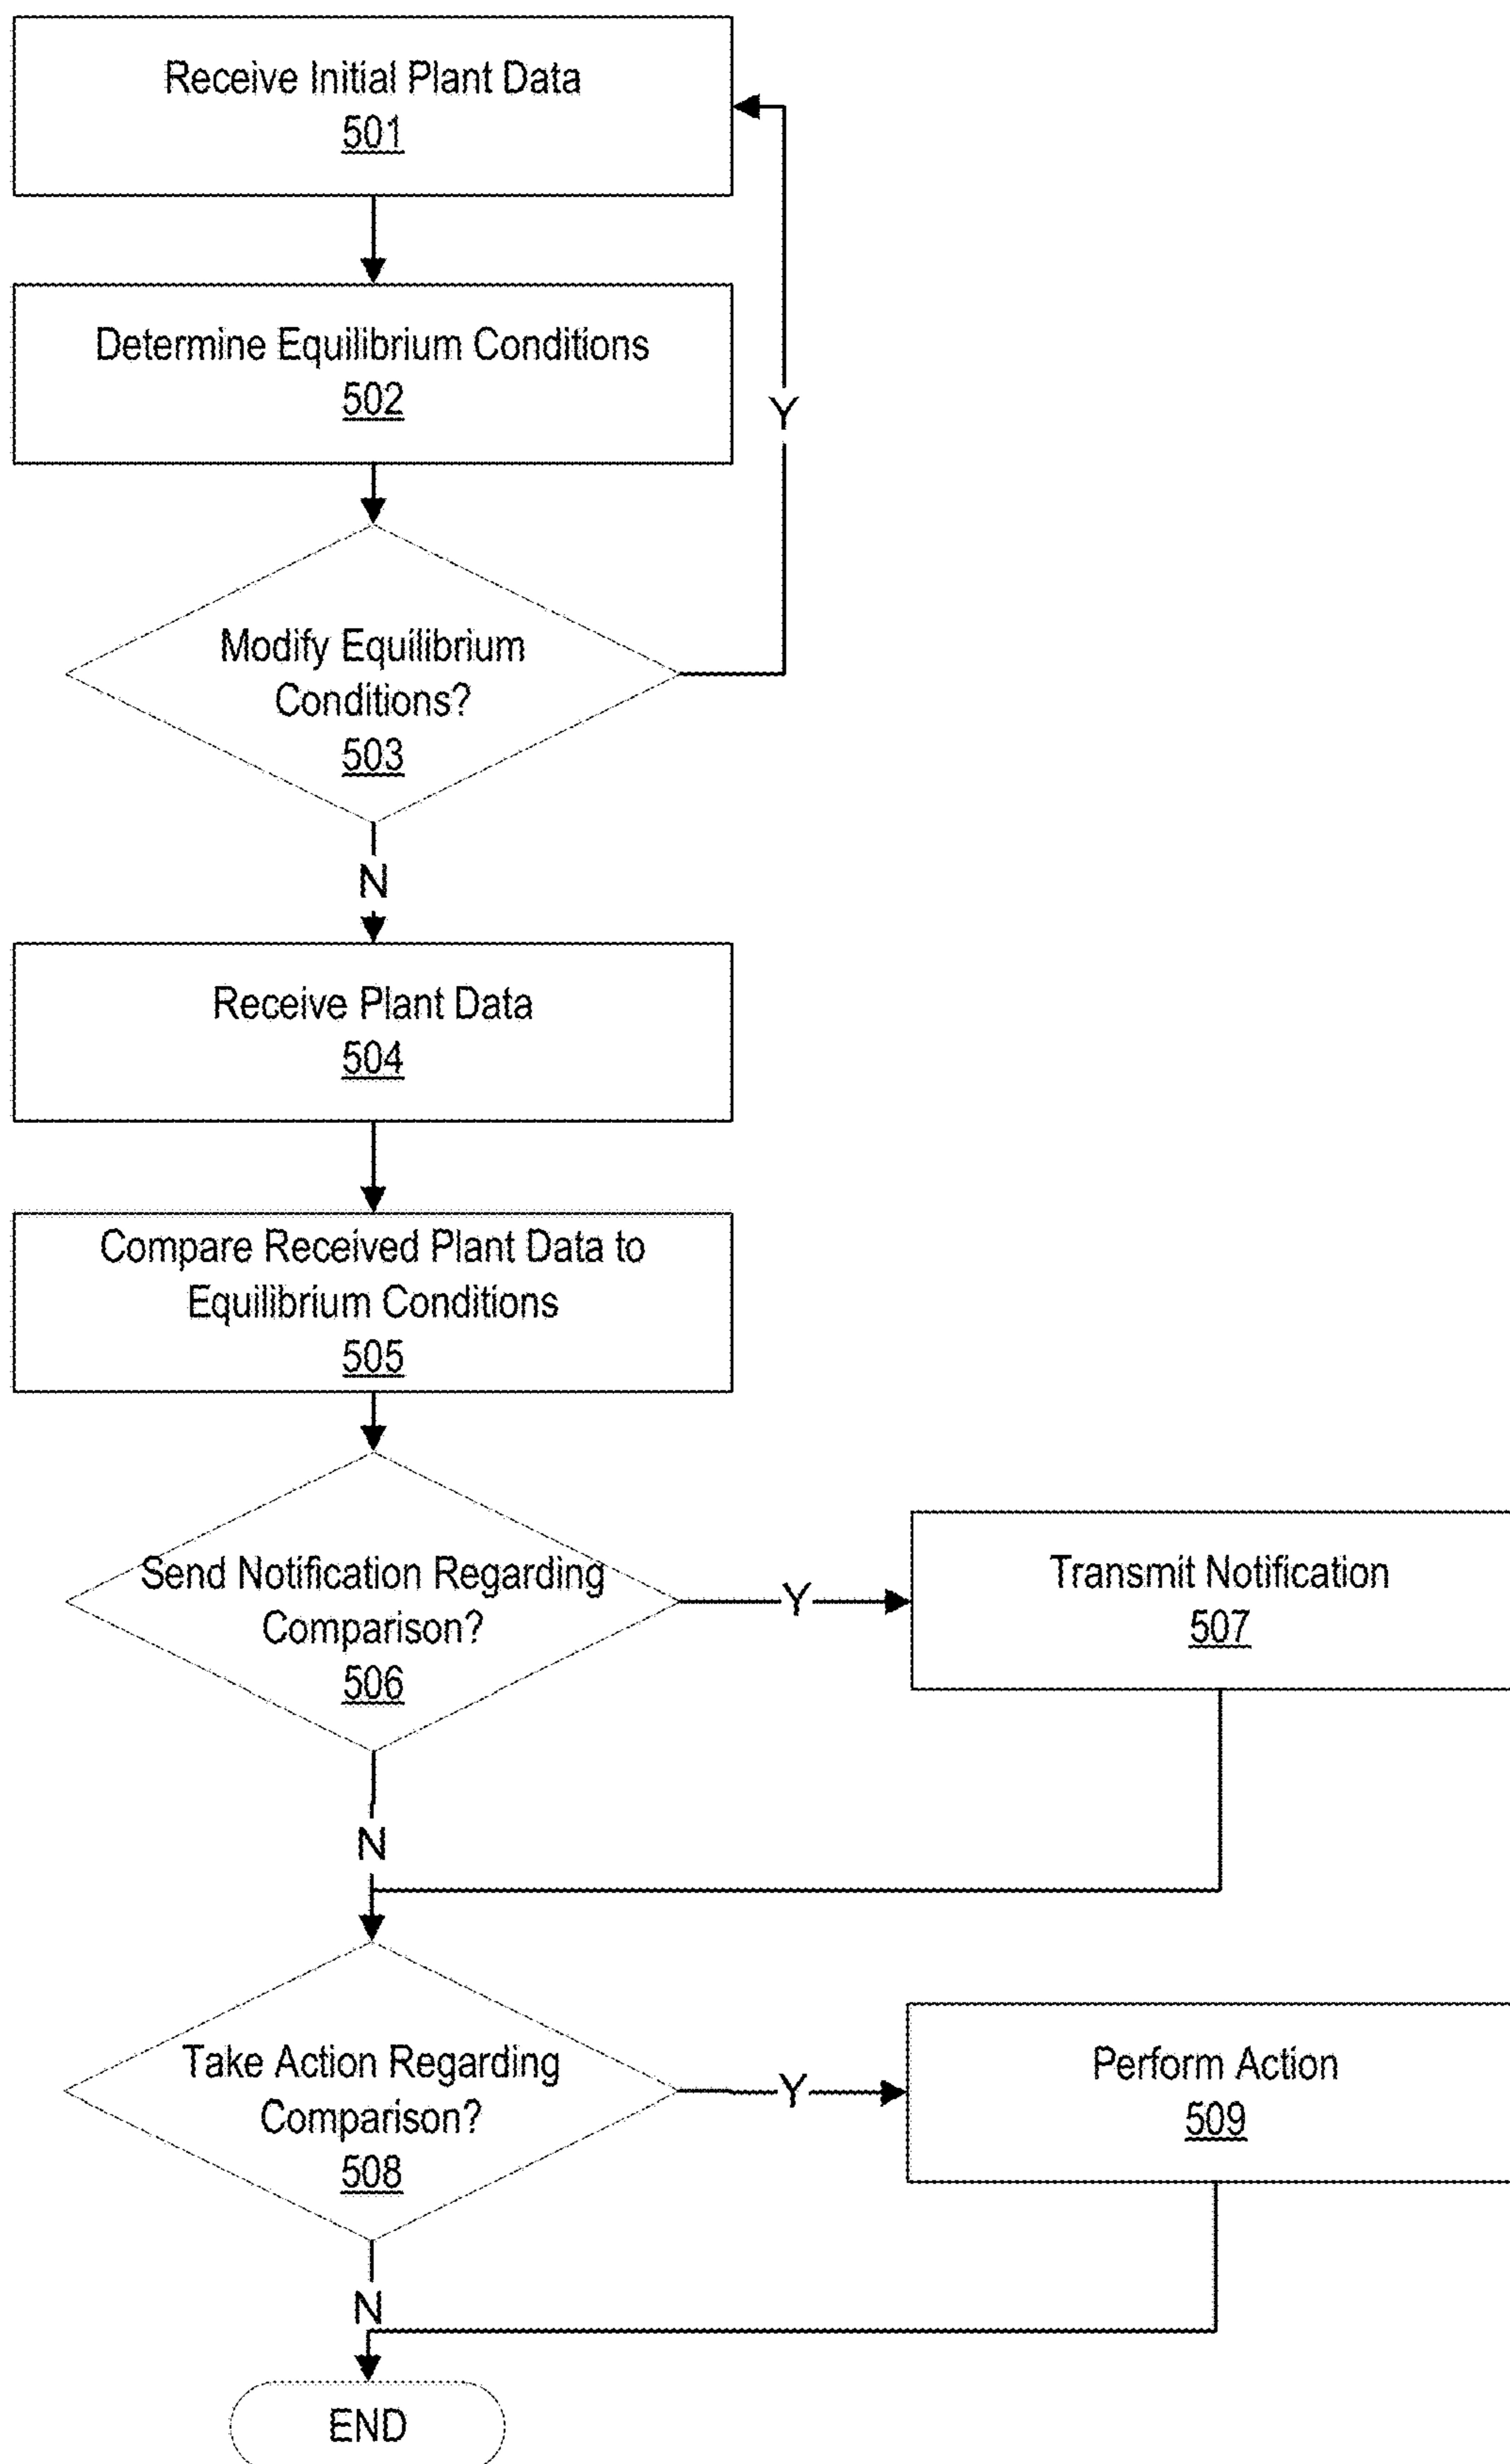 Receive Initial Plant Data
501
Determine Equilibrium Conditions
502
Y
Modify Equilibrium
Conditions?
503
N
Receive Plant Data
504
Compare Received Plant Data to
Equilibrium Conditions
505
Send Notification Regarding
Comparison?
506
Y
Transmit Notification
507
N
Take Action Regarding
Comparison?
508
Y
Perform Action
509
N
END